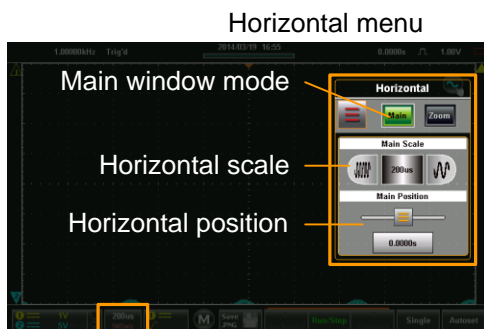 Horizontal menu
1.00000kHz Trig'd 2014/03/19 16:55 0.0000s 1.00V
Main window mode
Horizontal
Main Zoom
Main Scale
Horizontal scale
200us
Main Position
Horizontal position
0.0000s
1V 200us M Save Run/Stop Single Autoset
2 5V PNG